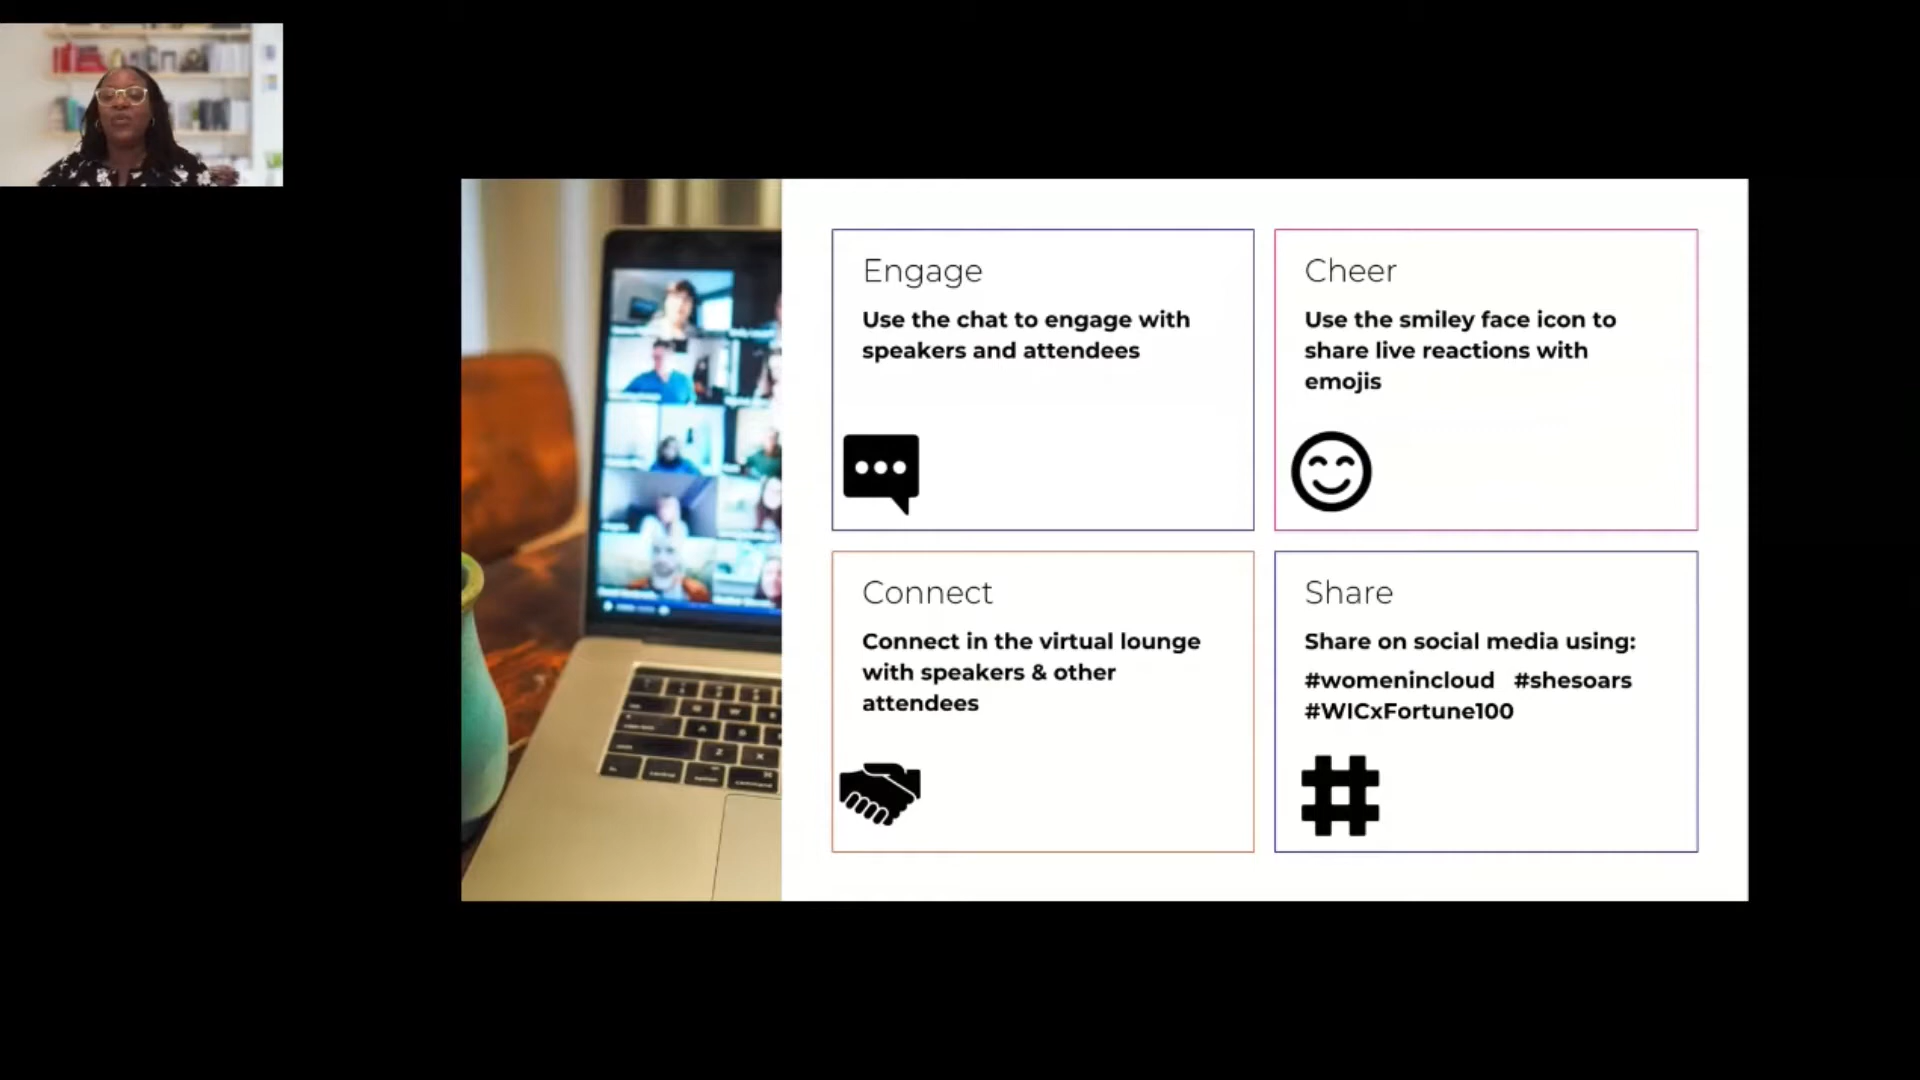 Engage
Use the chat to engage with
speakers and attendees
Cheer
Use the smiley face icon to
share live reactions with
emojis
Connect
Connect in the virtual lounge
with speakers & other
attendees
Share
Share on social media using:
#womenincloud #shesoars
#WICxFortune100